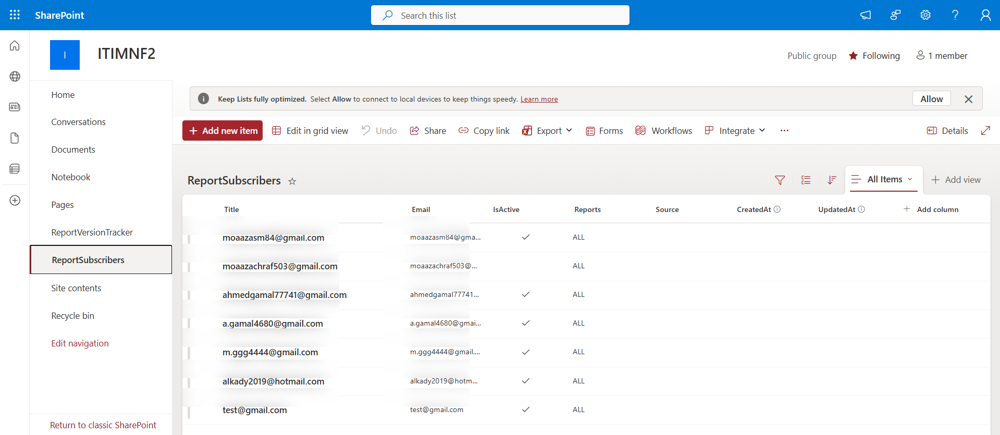 SharePoint
Search this list
I
ITIMNF2
Public group
Following
1 member
Home
Conversations
Documents
Notebook
Pages
ReportVersionTracker
ReportSubscribers
Site contents
Recycle bin
Edit navigation
Return to classic SharePoint
Keep Lists fully optimized. Select Allow to connect to local devices to keep things speedy. Learn more
Allow
Add new item
Edit in grid view
Undo
Share
Copy link
Export
Forms
Workflows
Integrate
Details
ReportSubscribers
All Items
Add view
Title Email IsActive Reports Source CreatedAt UpdatedAt Add column
moaazasm84@gmail.com moaazasm84@gma... ALL
moaazachraf503@gmail.com moaazachraf503@... ALL
ahmedgamal77741@gmail.com ahmedgamal77741... ALL
a.gamal4680@gmail.com a.gamal4680@gmai... ALL
m.ggg4444@gmail.com m.ggg4444@gmail.... ALL
alkady2019@hotmail.com alkady2019@hotm... ALL
test@gmail.com test@gmail.com ALL